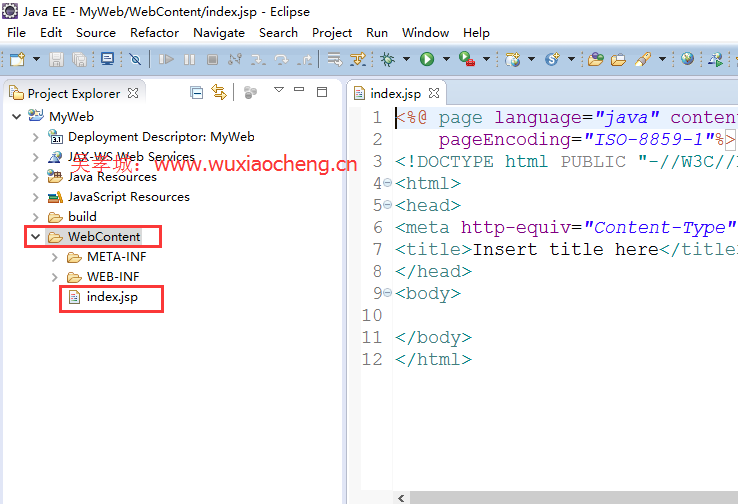 Java EE - MyWeb/WebContent/index.jsp - Eclipse
File Edit Source Refactor Navigate Search Project Run Window Help
Project Explorer
MyWeb
Deployment Descriptor: MyWeb
JAX-WS Web Services
吴孝城：www.wuxiaocheng.cn
Java Resources
JavaScript Resources
build
WebContent
META-INF
WEB-INF
index.jsp
index.jsp
1 <%@ page language="java" conten
2 pageEncoding="ISO-8859-1"%>
3 <!DOCTYPE html PUBLIC "-//W3C//
4 <html>
5 <head>
6 <meta http-equiv="Content-Type"
7 <title>Insert title here</title>
8 </head>
9 <body>
10
11 </body>
12 </html>